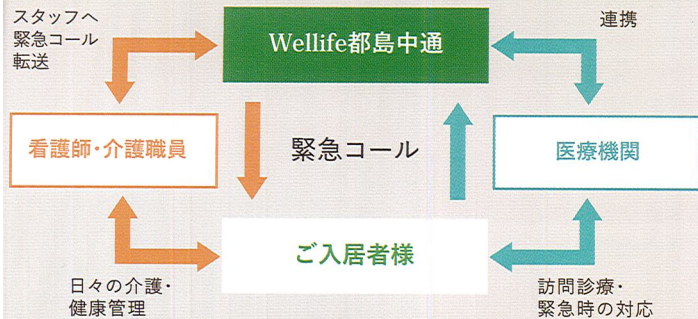 スタッフへ
緊急コール
転送
Wellife都島中通
連携
看護師・介護職員
緊急コール
医療機関
ご入居者様
日々の介護・
健康管理
訪問診療・
緊急時の対応